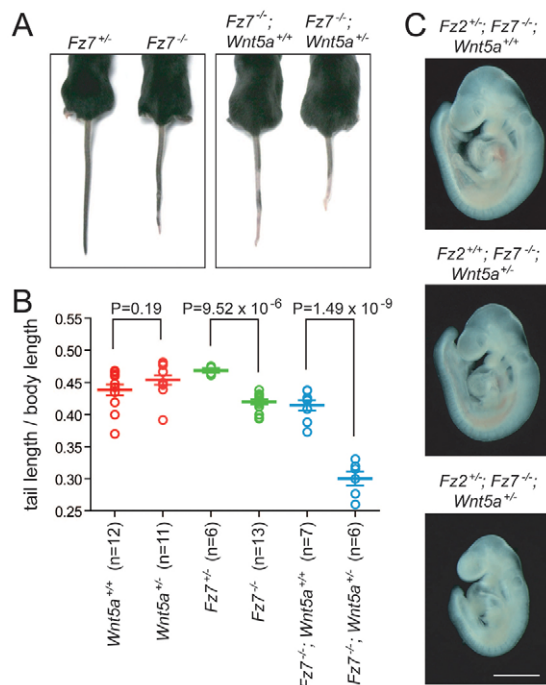 A
Fz7+/-
Fz7-/-
Fz7-/-;
Wnt5a+/+
Fz7-/-;
Wnt5a+/-
B
P=0.19
P=9.52 x 10-6
P=1.49 x 10-9
tail length / body length
0.55
0.50
0.45
0.40
0.35
0.30
0.25
Wnt5a+/+ (n=12)
Wnt5a+/- (n=11)
Fz7+/- (n=6)
Fz7-/- (n=13)
Fz7-/-; Wnt5a+/+ (n=7)
Fz7-/-; Wnt5a+/- (n=6)
C
Fz2+/-; Fz7-/-;
Wnt5a+/+
Fz2+/+; Fz7-/-;
Wnt5a+/-
Fz2+/-; Fz7-/-;
Wnt5a+/-